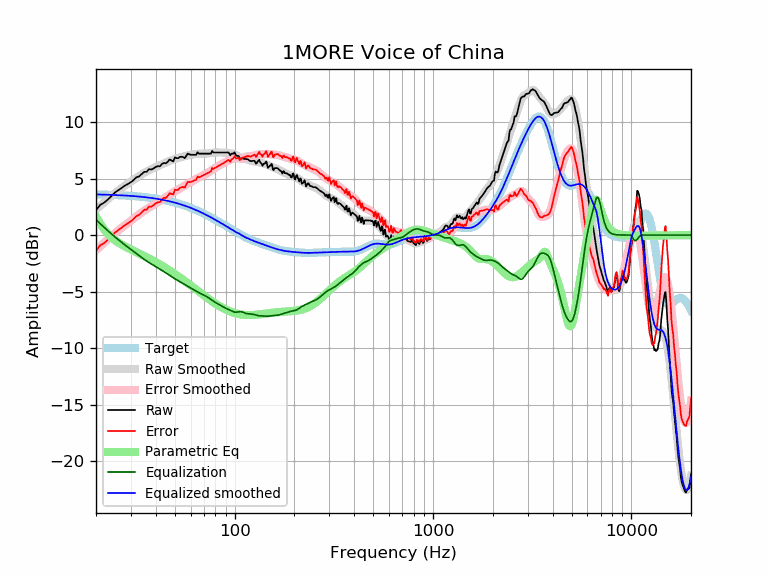 1MORE Voice of China
10
5
0
−5
−10
−15
−20
Amplitude (dBr)
Target
Raw Smoothed
Error Smoothed
Raw
Error
Parametric Eq
Equalization
Equalized smoothed
100 1000 10000
Frequency (Hz)